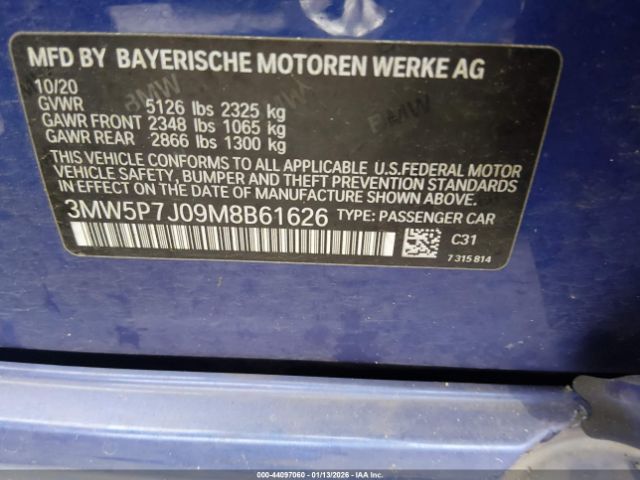 MFD BY BAYERISCHE MOTOREN WERKE AG
10/20
GVWR 5126 lbs 2325 kg
GAWR FRONT 2348 lbs 1065 kg
GAWR REAR 2866 lbs 1300 kg
THIS VEHICLE CONFORMS TO ALL APPLICABLE U.S.FEDERAL MOTOR
VEHICLE SAFETY, BUMPER AND THEFT PREVENTION
STANDARDS IN EFFECT ON THE DATE OF MANUFACTURE SHOWN ABOVE.
3MW5P7J09M8B61626 TYPE: PASSENGER CAR
C31
7 315 814
000-44097060 - 01/13/2026 - IAA Corp.